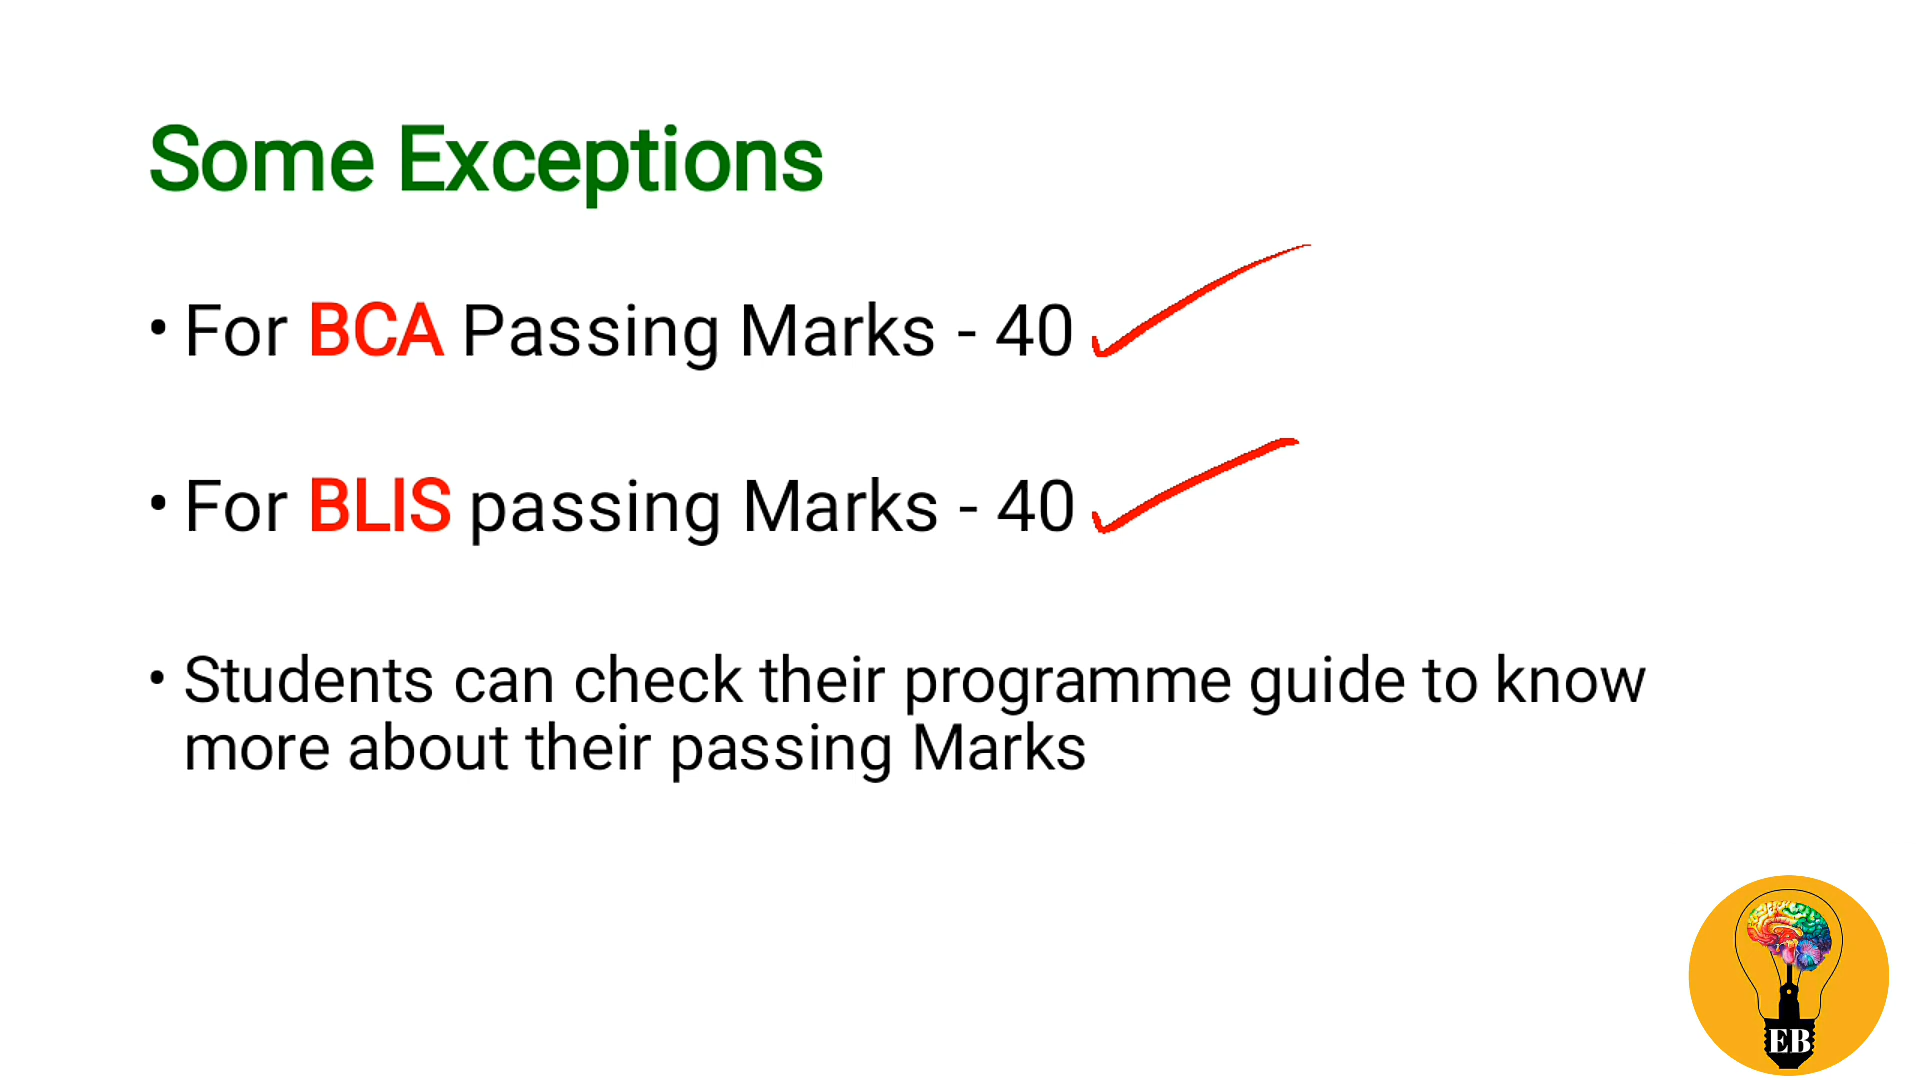 Some Exceptions
• For BCA Passing Marks - 40
• For BLIS passing Marks - 40
• Students can check their programme guide to know
more about their passing Marks
EB